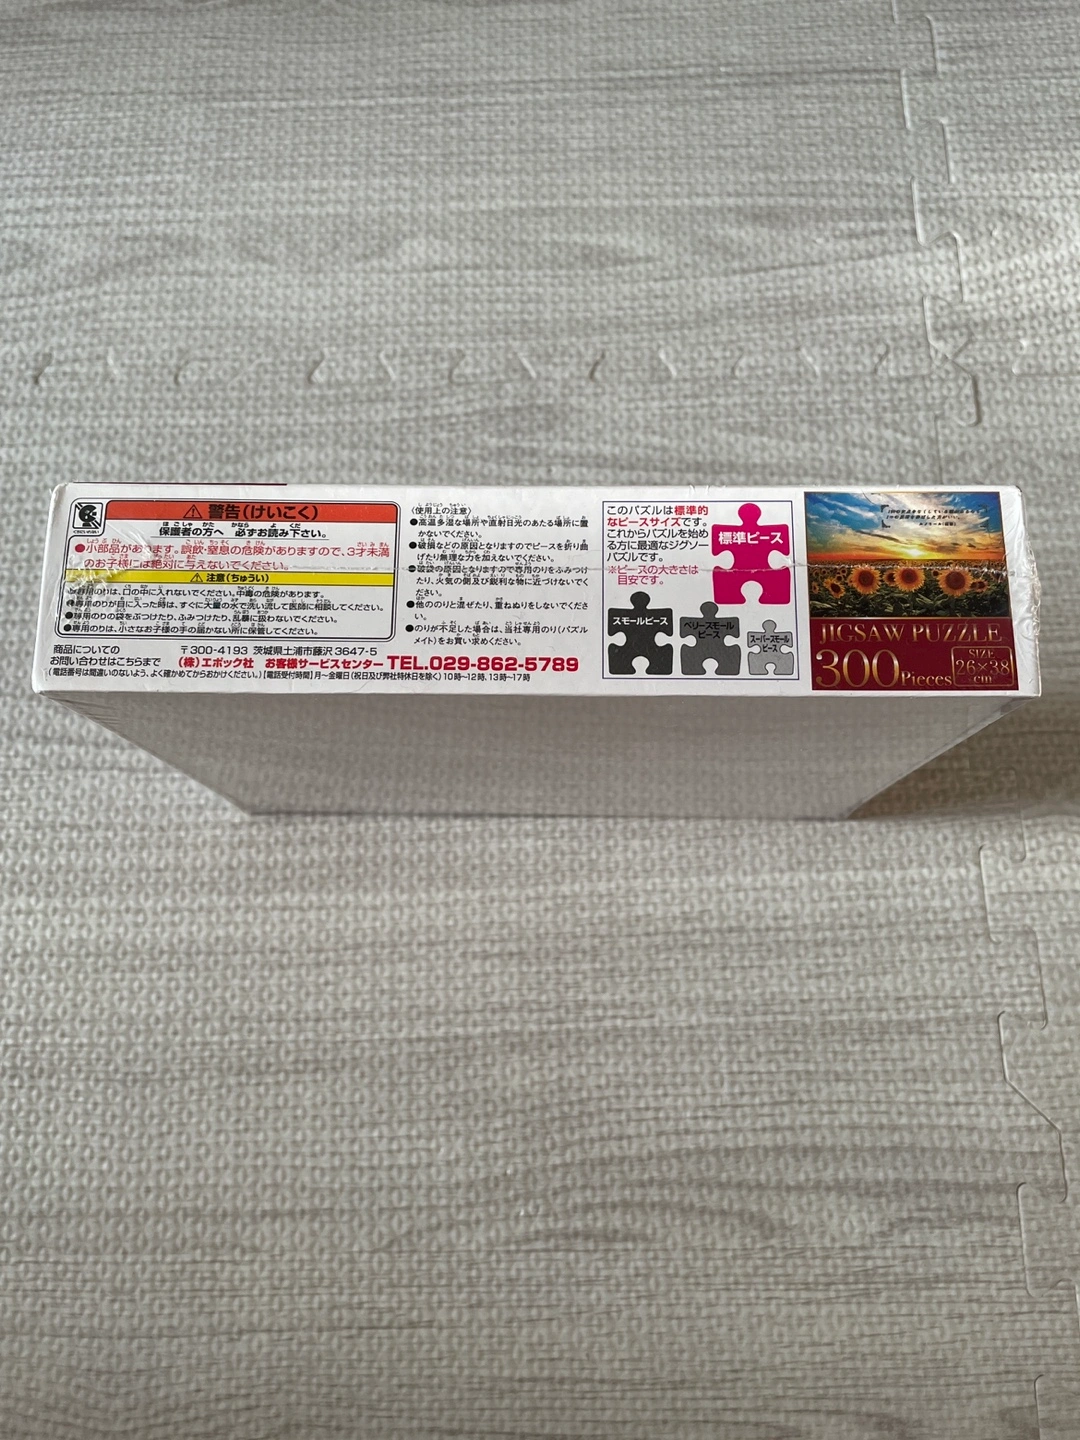 警告(けいこく)
保護者の方へ 必ずお読み下さい。
●小部品があります。誤飲・窒息の危険がありますので、3才未満
のお子様には絶対に与えないでください。
注意(ちゅうい)
●専用のりは、口の中に入れないでください。中毒の危険があります。
●専用のりが目に入った時は、すぐに大量の水で洗い流して医師に相談してください。
●専用のりの袋をぶつけたり、ふみつけたり、乱暴に扱わないでください。
●専用のりは、小さなお子様の手の届かない所に保管してください。
商品についての
お問い合わせはこちらまで
〒300-4193 茨城県土浦市藤沢 3647-5
(株)エポック社 お客様サービスセンター TEL.029-862-5789
(電話番号は間違いのないよう、よく確かめてからおかけください。)【電話受付時間】月〜金曜日(祝日及び弊社特休日を除く)10時〜12時、13時〜17時
〈使用上の注意〉
●高温多湿な場所や直射日光のあたる場所に置
かないでください。
●破損などの原因となりますのでピースを折り曲
げたり無理な力を加えないでください。
●破袋の原因となりますので専用のりをふみつけ
たり、火気の側及び鋭利な物に近づけないでくだ
さい。
●他ののりと混ぜたり、重ねぬりをしないでくださ
い。
●のりが不足した場合は、当社専用のり(パズル
メイト)をお買い求めください。
このパズルは標準的
なピースサイズです。
これからパズルを始め
る方に最適なジグソー
パズルです。
※ピースの大きさは
目安です。
標準ピース
スモールピース
ベリースモール
ピース
スーパースモール
ピース
JIGSAW PUZZLE
300Pieces
SIZE
26×38
cm